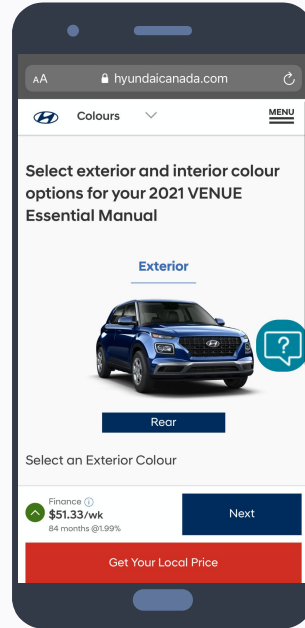 AA hyundaicanada.com
Colours
MENU
Select exterior and interior colour
options for your 2021 VENUE
Essential Manual
Exterior
Rear
Select an Exterior Colour
Finance
$51.33/wk
84 months @1.99%
Next
Get Your Local Price